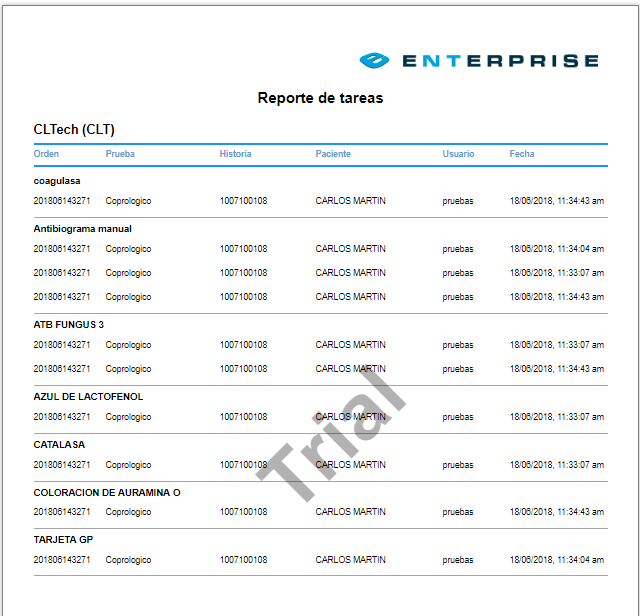 ENTERPRISE
Reporte de tareas
CLTech (CLT)
Orden Prueba Historia Paciente Usuario Fecha
coagulasa
201806143271 Coprologico 1007100108 CARLOS MARTIN pruebas 18/06/2018, 11:34:43 am
Antibiograma manual
201806143271 Coprologico 1007100108 CARLOS MARTIN pruebas 18/06/2018, 11:34:04 am
201806143271 Coprologico 1007100108 CARLOS MARTIN pruebas 18/06/2018, 11:33:07 am
201806143271 Coprologico 1007100108 CARLOS MARTIN pruebas 18/06/2018, 11:34:43 am
ATB FUNGUS 3
201806143271 Coprologico 1007100108 CARLOS MARTIN pruebas 18/06/2018, 11:33:07 am
201806143271 Coprologico 1007100108 CARLOS MARTIN pruebas 18/06/2018, 11:34:43 am
AZUL DE LACTOFENOL
201806143271 Coprologico 1007100108 CARLOS MARTIN pruebas 18/06/2018, 11:33:07 am
CATALASA
201806143271 Coprologico 1007100108 CARLOS MARTIN pruebas 18/06/2018, 11:33:07 am
COLORACION DE AURAMINA O
201806143271 Coprologico 1007100108 CARLOS MARTIN pruebas 18/06/2018, 11:34:43 am
TARJETA GP
201806143271 Coprologico 1007100108 CARLOS MARTIN pruebas 18/06/2018, 11:34:04 am
Trial